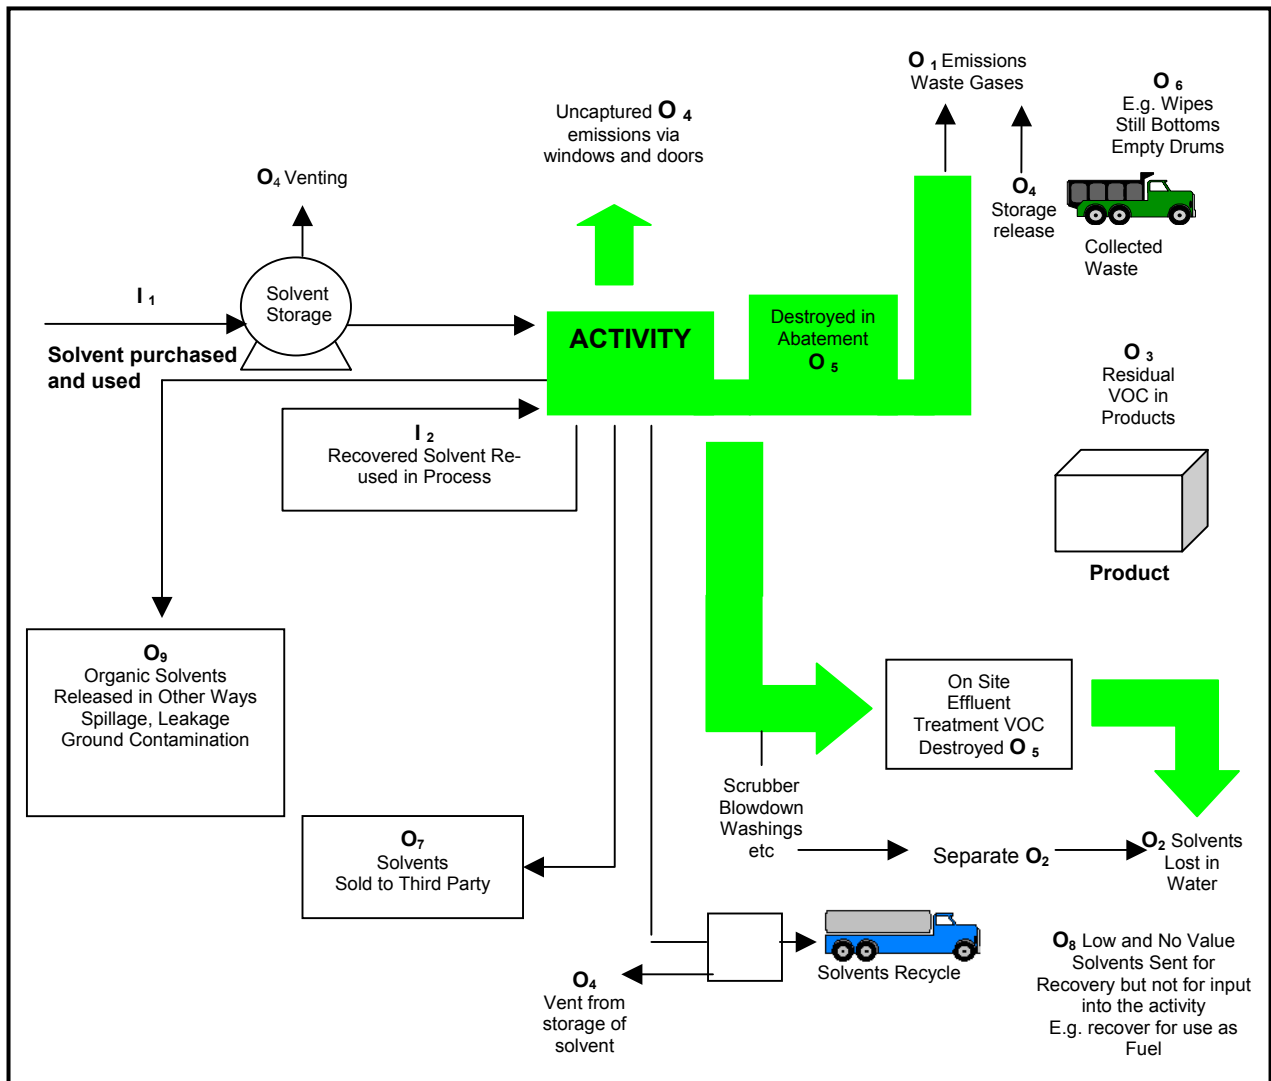 O 1 Emissions
Waste Gases
O 6
E.g. Wipes
Still Bottoms
Empty Drums
Uncaptured O 4
emissions via
windows and doors
O4 Venting
O4
Storage
release
Collected
Waste
I 1
Solvent
Storage
Solvent purchased
and used
ACTIVITY
Destroyed in
Abatement
O 5
O 3
Residual
VOC in
Products
I 2
Recovered Solvent Re-
used in Process
Product
O9
Organic Solvents
Released in Other Ways
Spillage, Leakage
Ground Contamination
On Site
Effluent
Treatment VOC
Destroyed O 5
Scrubber
Blowdown
Washings
etc
Separate O2
O2 Solvents
Lost in
Water
O7
Solvents
Sold to Third Party
Solvents Recycle
O4
Vent from
storage of
solvent
O8 Low and No Value
Solvents Sent for
Recovery but not for input
into the activity
E.g. recover for use as
Fuel